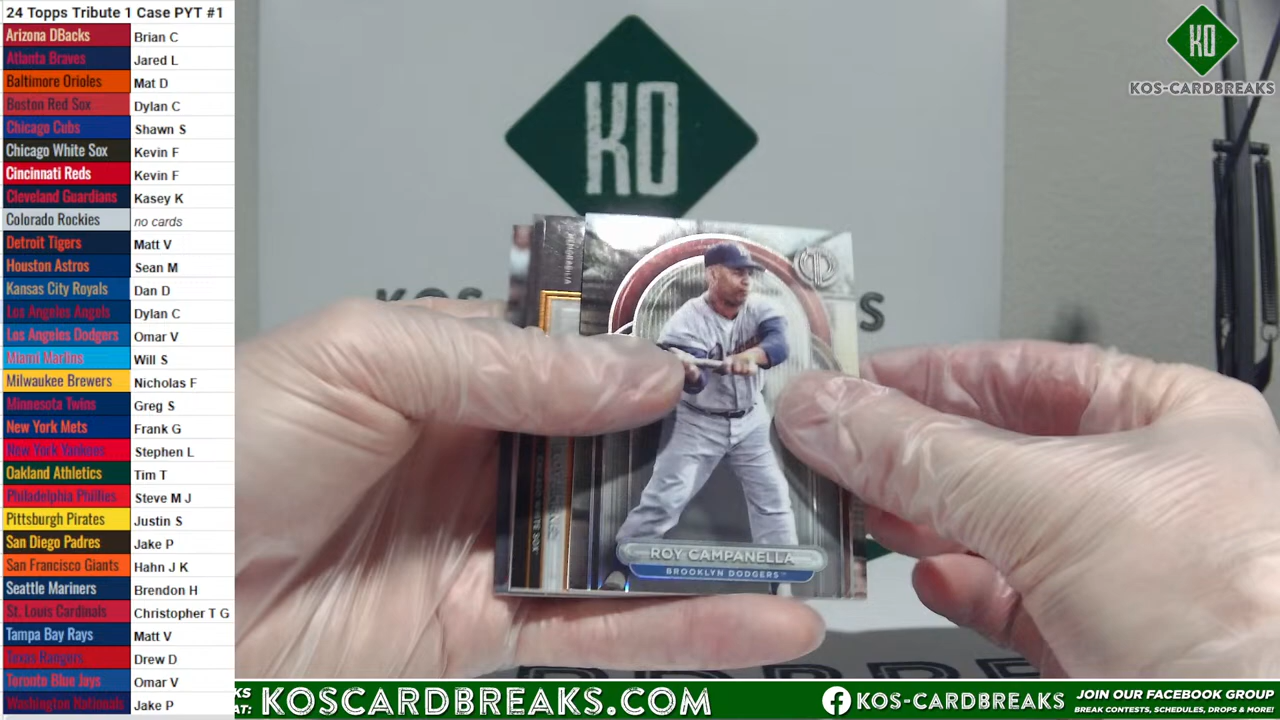 24 Topps Tribute 1 Case PYT #1
Arizona DBacks Brian C
Atlanta Braves Jared L
Baltimore Orioles Mat D
Boston Red Sox Dylan C
Chicago Cubs Shawn S
Chicago White Sox Kevin F
Cincinnati Reds Kevin F
Cleveland Guardians Kasey K
Colorado Rockies no cards
Detroit Tigers Matt V
Houston Astros Sean M
Kansas City Royals Dan D
Los Angeles Angels Dylan C
Los Angeles Dodgers Omar V
Miami Marlins Will S
Milwaukee Brewers Nicholas F
Minnesota Twins Greg S
New York Mets Frank G
New York Yankees Stephen L
Oakland Athletics Tim T
Philadelphia Phillies Steve M J
Pittsburgh Pirates Justin S
San Diego Padres Jake P
San Francisco Giants Hahn J K
Seattle Mariners Brendon H
St. Louis Cardinals Christopher T G
Tampa Bay Rays Matt V
Texas Rangers Drew D
Toronto Blue Jays Omar V
Washington Nationals Jake P
KO
KO
KOS-CARDBREAKS
MEMORABILIA
ROY CAMPANELLA
BROOKLYN DODGERS™
KS
AT:
KOSCARDBREAKS.COM
KOS-CARDBREAKS
JOIN OUR FACEBOOK GROUP
BREAK CONTESTS, SCHEDULES, DROPS & MORE!